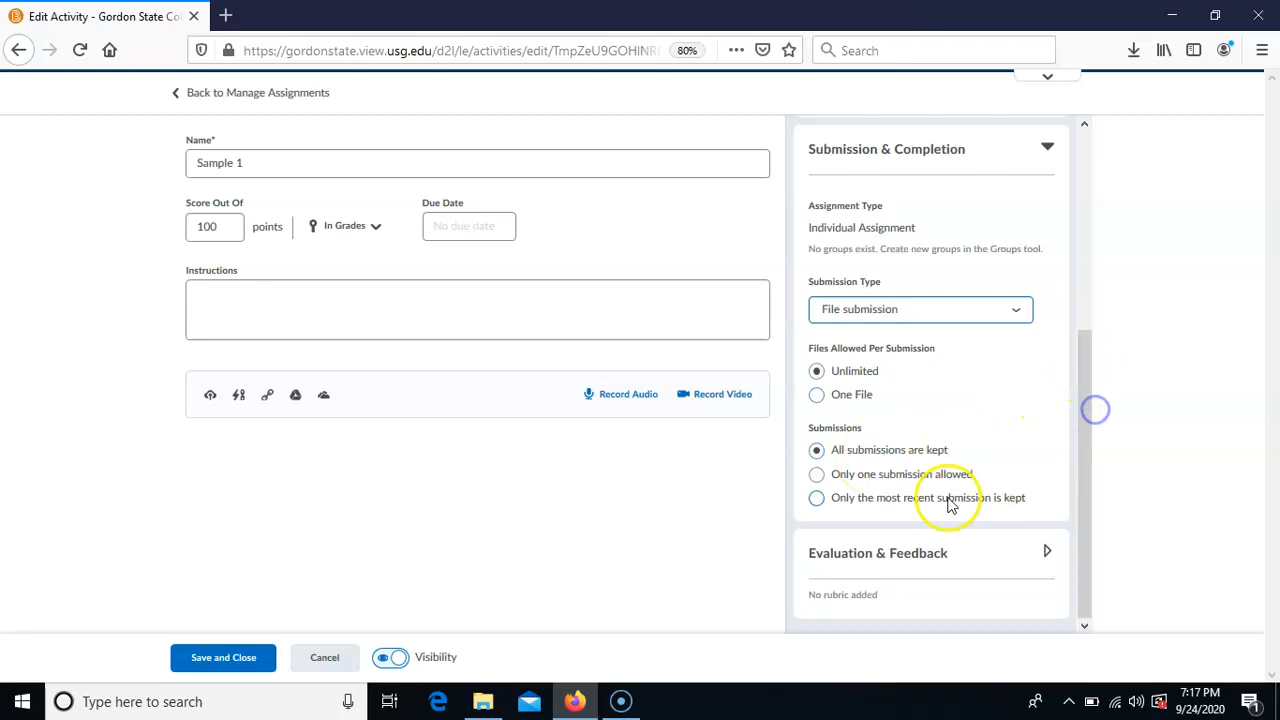 Edit Activity - Gordon State Co
https://gordonstate.view.usg.edu/d2l/le/activities/edit/TmpZeU9GOHINRI
80%
Search
Back to Manage Assignments
Name*
Sample 1
Score Out Of
Due Date
100
points
In Grades
No due date
Instructions
Record Audio
Record Video
Submission & Completion
Assignment Type
Individual Assignment
No groups exist. Create new groups in the Groups tool.
Submission Type
File submission
Files Allowed Per Submission
Unlimited
One File
Submissions
All submissions are kept
Only one submission allowed
Only the most recent submission is kept
Evaluation & Feedback
No rubric added
Save and Close
Cancel
Visibility
Type here to search
7:17 PM
9/24/2020
1